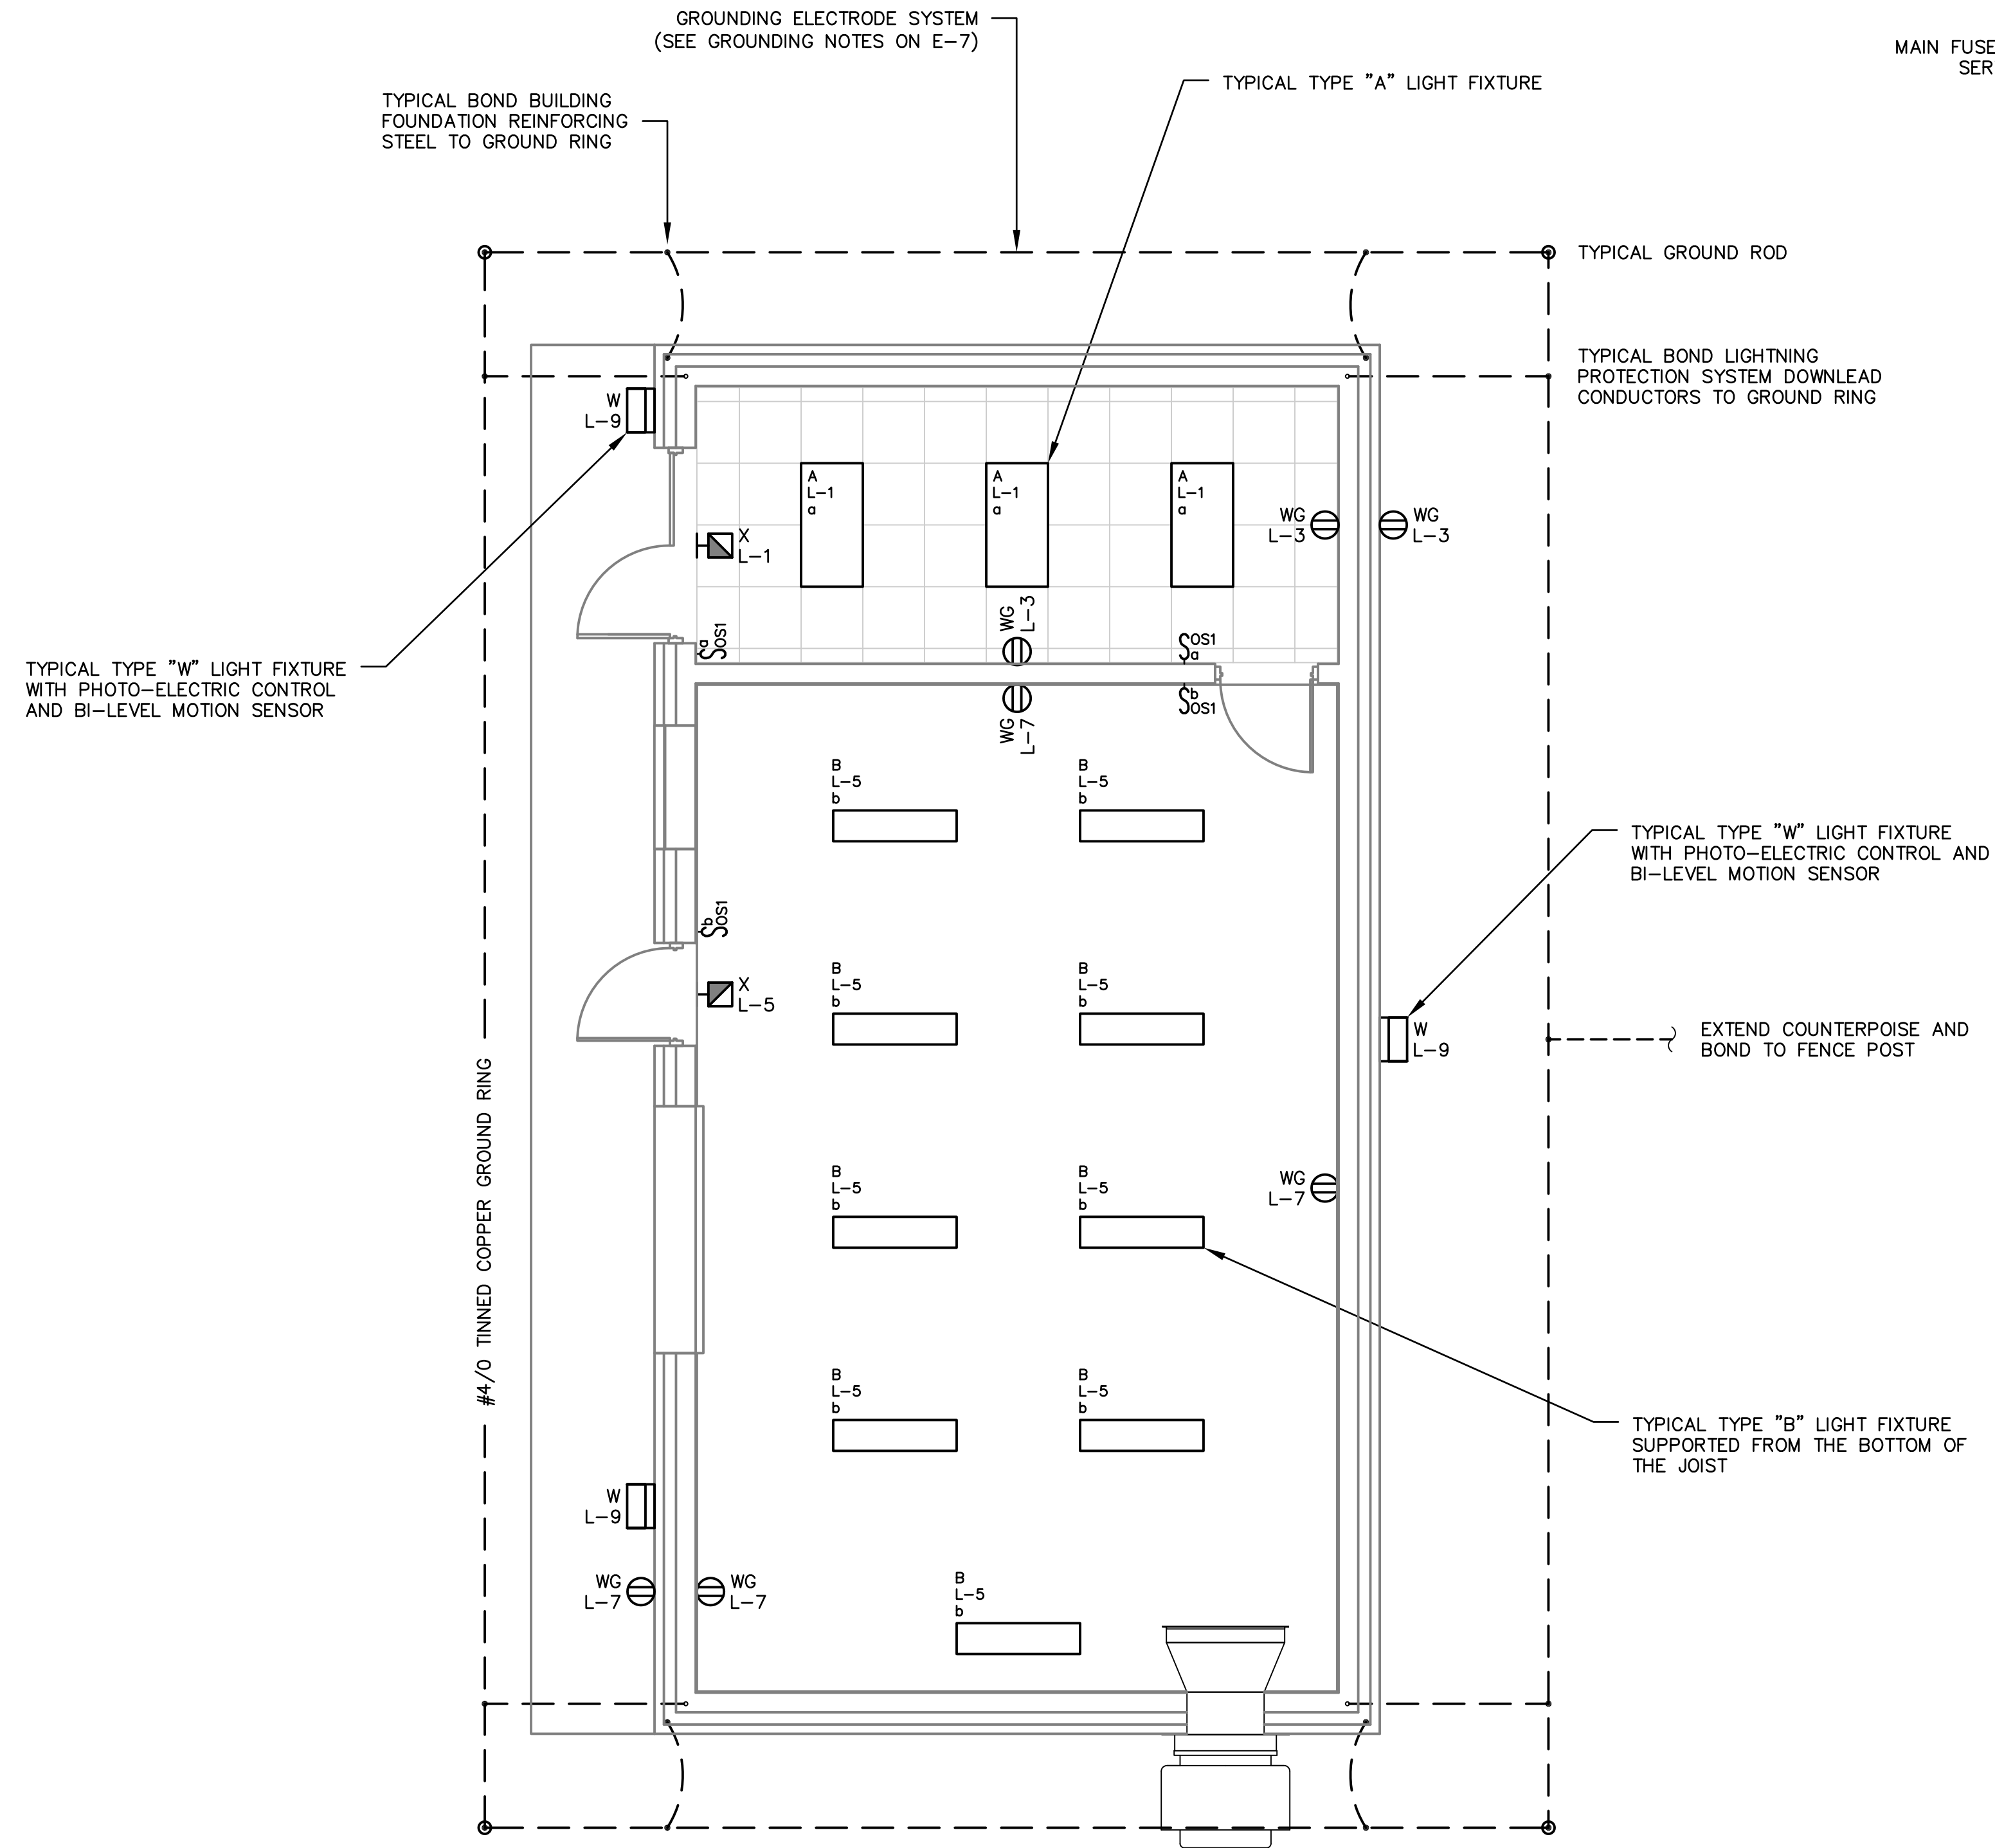 GROUNDING ELECTRODE SYSTEM
(SEE GROUNDING NOTES ON E-7)
MAIN FUSE
SER
TYPICAL TYPE "A" LIGHT FIXTURE
TYPICAL BOND BUILDING
FOUNDATION REINFORCING
STEEL TO GROUND RING
TYPICAL GROUND ROD
TYPICAL BOND LIGHTNING
PROTECTION SYSTEM DOWNLEAD
CONDUCTORS TO GROUND RING
W
L-9
A
L-1
a
A
L-1
a
A
L-1
a
WG
L-3
WG
L-3
X
L-1
WG
L-3
S a
OS1
S OS1
a
TYPICAL TYPE "W" LIGHT FIXTURE
WITH PHOTO-ELECTRIC CONTROL
AND BI-LEVEL MOTION SENSOR
S b
OS1
WG
L-7
B
L-5
b
B
L-5
b
TYPICAL TYPE "W" LIGHT FIXTURE
WITH PHOTO-ELECTRIC CONTROL AND
BI-LEVEL MOTION SENSOR
S b
OS1
B
L-5
b
B
L-5
b
X
L-5
W
L-9
EXTEND COUNTERPOISE AND
BOND TO FENCE POST
#4/0 TINNED COPPER GROUND RING
B
L-5
b
B
L-5
b
WG
L-7
B
L-5
b
B
L-5
b
TYPICAL TYPE "B" LIGHT FIXTURE
SUPPORTED FROM THE BOTTOM OF
THE JOIST
W
L-9
WG
L-7
WG
L-7
B
L-5
b